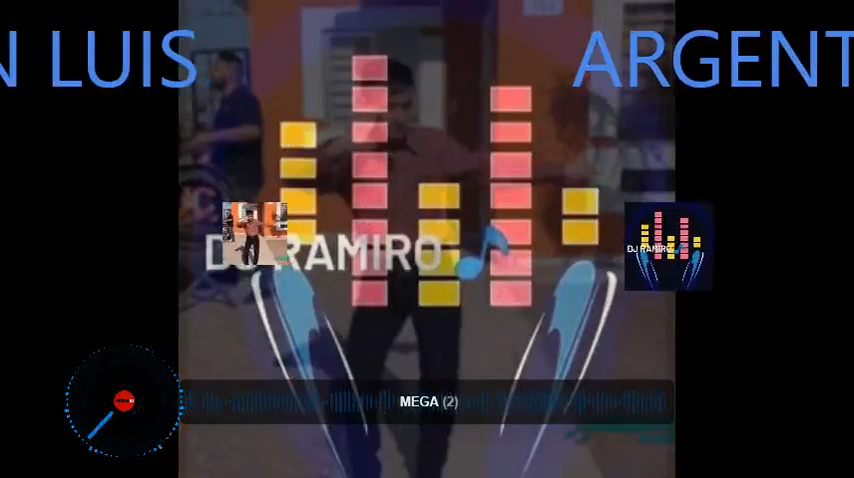 N LUIS
ARGENT
DJ RAMIRO
DJ RAMIRO
MEGA (2)